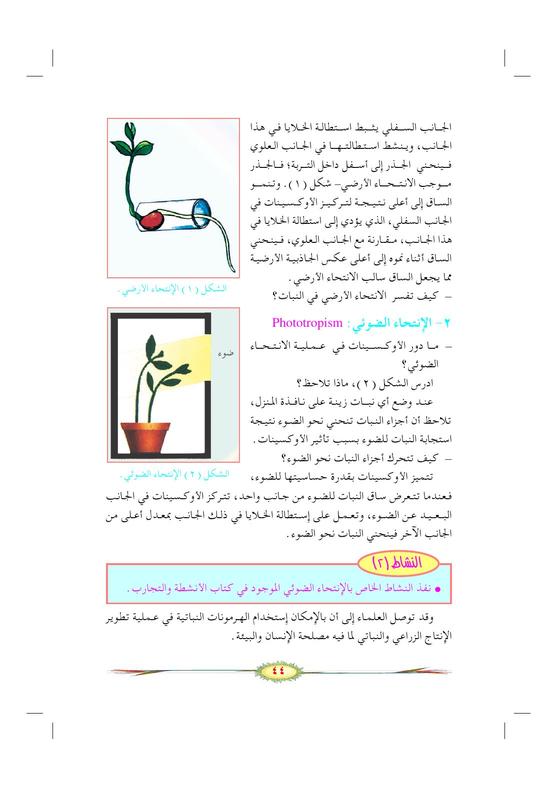 الجانب السفلي يثبط استطالة الخلايا في هذا
الجانب، وينشط استطالتها في الجانب العلوي
فينحني الجذر إلى أسفل داخل التربة؛ فالجذر
موجب الانتحاء الأرضي- شكل (١). وتنمو
الساق إلى أعلى نتيجة لتركيز الأوكسينات في
الجانب السفلي، الذي يؤدي إلى استطالة الخلايا في
هذا الجانب، مقارنة مع الجانب العلوي، فينحني
الساق أثناء نموه إلى أعلى عكس الجاذبية الأرضية
مما يجعل الساق سالب الانتحاء الأرضي.
– كيف تفسر الانتحاء الأرضي في النبات؟
الشكل (١) الإنتحاء الأرضي.
٢- الإنتحاء الضوئي: Phototropism
– ما دور الأوكسينات في عملية الانتحاء
الضوئي؟
ادرس الشكل (٢)، ماذا تلاحظ؟
عند وضع أي نبات زينة على نافذة المنزل،
تلاحظ أن أجزاء النبات تنحني نحو الضوء نتيجة
استجابة النبات للضوء بسبب تأثير الأوكسينات.
– كيف تتحرك أجزاء النبات نحو الضوء؟
ضوء
الشكل (٢) الإنتحاء الضوئي.
تتميز الأوكسينات بقدرة حساسيتها للضوء،
فعندما تتعرض ساق النبات للضوء من جانب واحد، تتركز الأوكسينات في الجانب
البعيد عن الضوء، وتعمل على إستطالة الخلايا في ذلك الجانب بمعدل أعلى من
الجانب الآخر فينحني النبات نحو الضوء.
النشاط (٢)
● نفذ النشاط الخاص بالإنتحاء الضوئي الموجود في كتاب الأنشطة والتجارب.
وقد توصل العلماء إلى أن بالإمكان إستخدام الهرمونات النباتية في عملية تطوير
الإنتاج الزراعي والنباتي لما فيه مصلحة الإنسان والبيئة.
٤٤